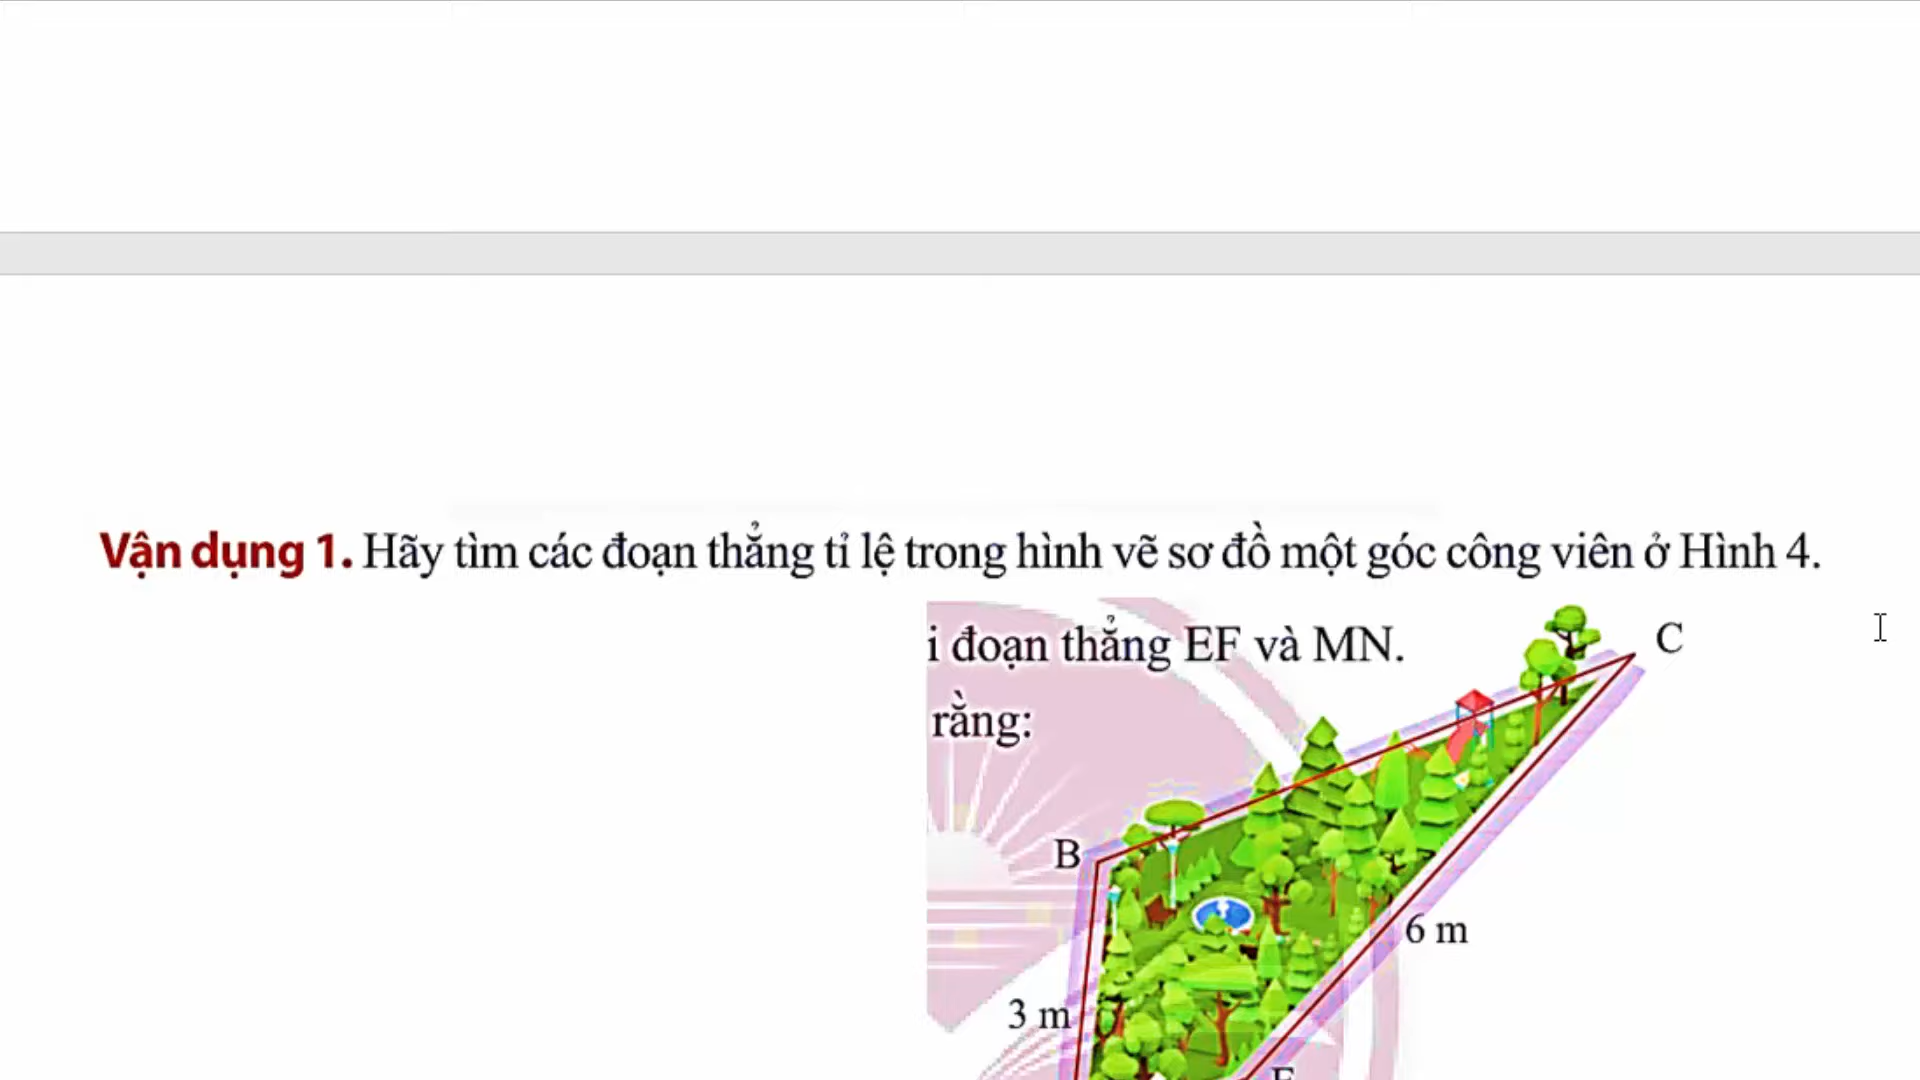 Vận dụng 1. Hãy tìm các đoạn thẳng tỉ lệ trong hình vẽ sơ đồ một góc công viên ở Hình 4.
i đoạn thẳng EF và MN.
C
rằng:
B
6 m
3 m